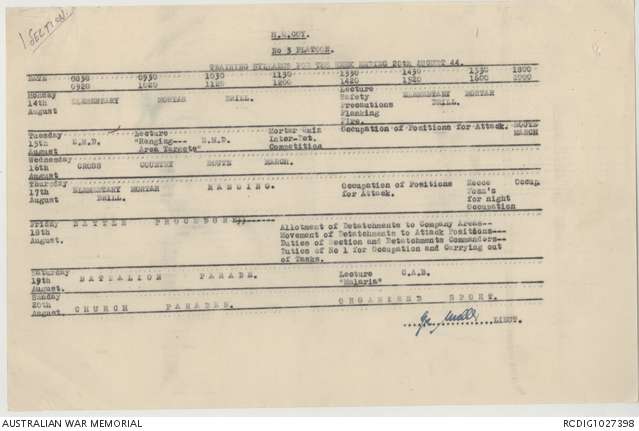 1 SECTION.
H.Q.COY.
No 3 PLATOON.
TRAINING SYLLABUS FOR THE WEEK ENDING 20TH AUGUST 44.
DATE 0830 0930 1030 1130 1330 1430 1530 1800
0920 1020 1120 1200 1420 1520 1600 2000
Monday Lecture
14th ELEMENTARY MORTAR DRILL. Safety ELEMENTARY MORTAR
August Precautions DRILL.
Flanking
Fire.
Tuesday Lecture Mortar Quiz Occupation of Positions for Attack. ROUTE
15th E.M.D. "Ranging--- E.M.D. Inter-Det. MARCH
August Area Targets" Competition
Wednesday
16th CROSS COUNTRY ROUTE MARCH.
August
Thursday ELEMENTARY MORTAR RANGING. Occupation of Positions Recce Occup.
17th DRILL. for Attack. Posn's
August for night
Occupation
Friday BATTLE PROCEDURE
18th Allotment of Detatchments to Company Areas--
August. Movement of Detatchments to Attack Positions---
Duties of Section and Detatchments Commanders--
Duties of No 1 for Occupation and Carrying out
of Tasks.
Saturday
19th BATTALION PARADE. Lecture
August. "Malaria"
Sunday
20th CHURCH PARADES. ORGANISED SPORT.
August
LIEUT.
AUSTRALIAN WAR MEMORIAL RCDIG1027398